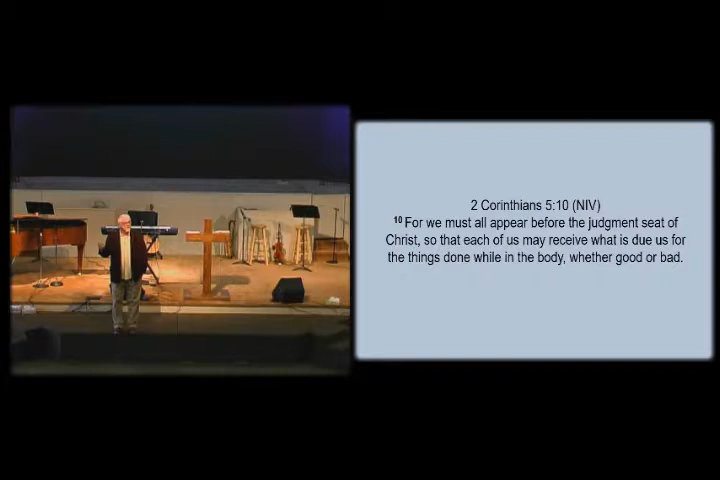 2 Corinthians 5:10 (NIV)
10 For we must all appear before the judgment seat of
Christ, so that each of us may receive what is due us for
the things done while in the body, whether good or bad.